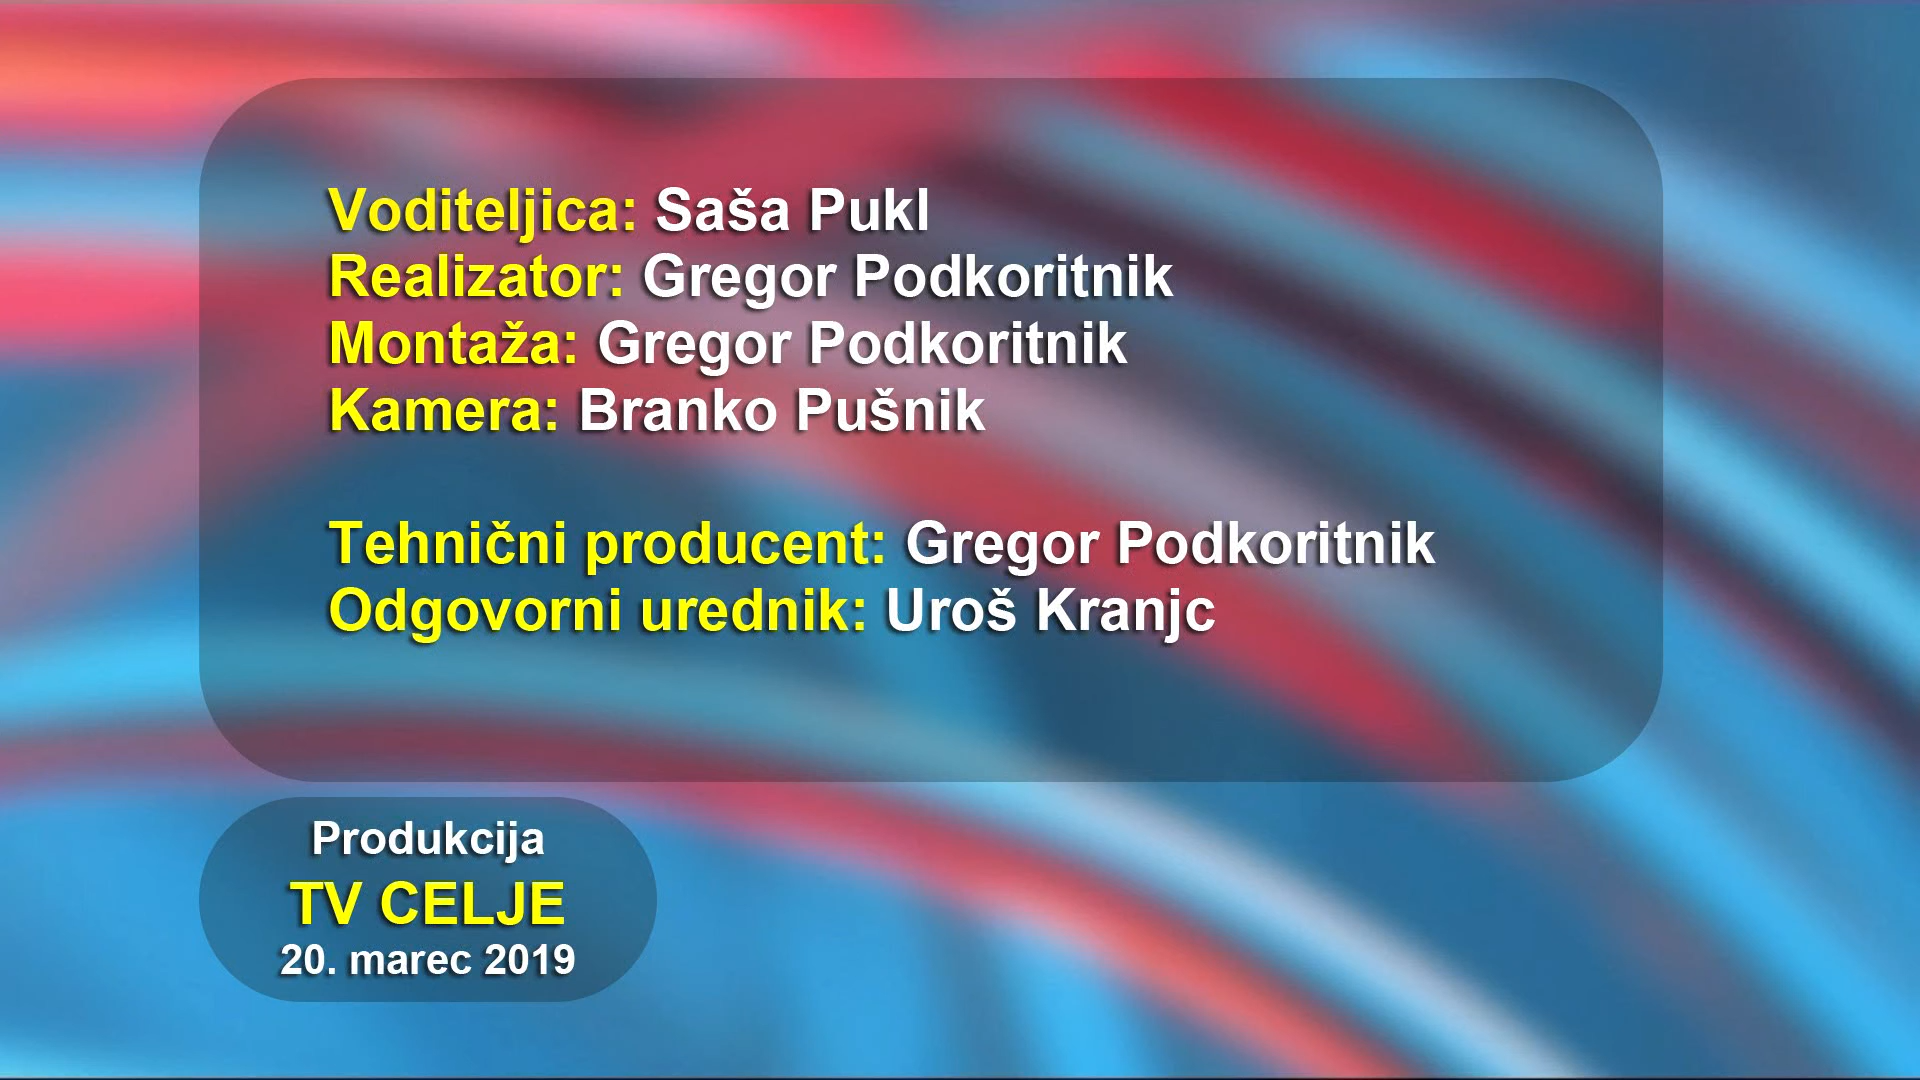 Voditeljica: Saša Pukl
Realizator: Gregor Podkoritnik
Montaža: Gregor Podkoritnik
Kamera: Branko Pušnik
Tehnični producent: Gregor Podkoritnik
Odgovorni urednik: Uroš Kranjc
Produkcija
TV CELJE
20. marec 2019